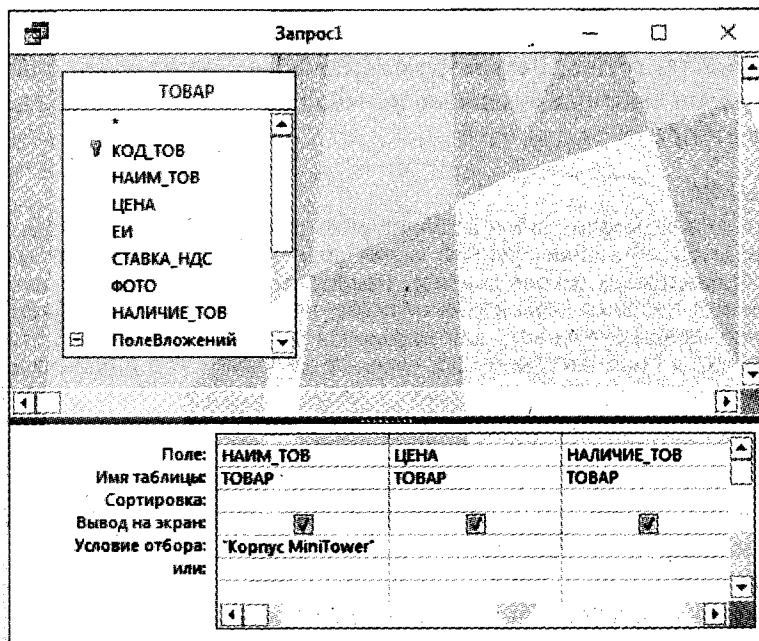 Запрос1
ТОВАР
*
КОД_ТОВ
НАИМ_ТОВ
ЦЕНА
ЕИ
СТАВКА_НДС
ФОТО
НАЛИЧИЕ_ТОВ
ПолеВложений
Поле: НАИМ_ТОВ ЦЕНА НАЛИЧИЕ_ТОВ
Имя таблицы: ТОВАР ТОВАР ТОВАР
Сортировка:
Вывод на экран:
Условие отбора: "Корпус MiniTower"
или: